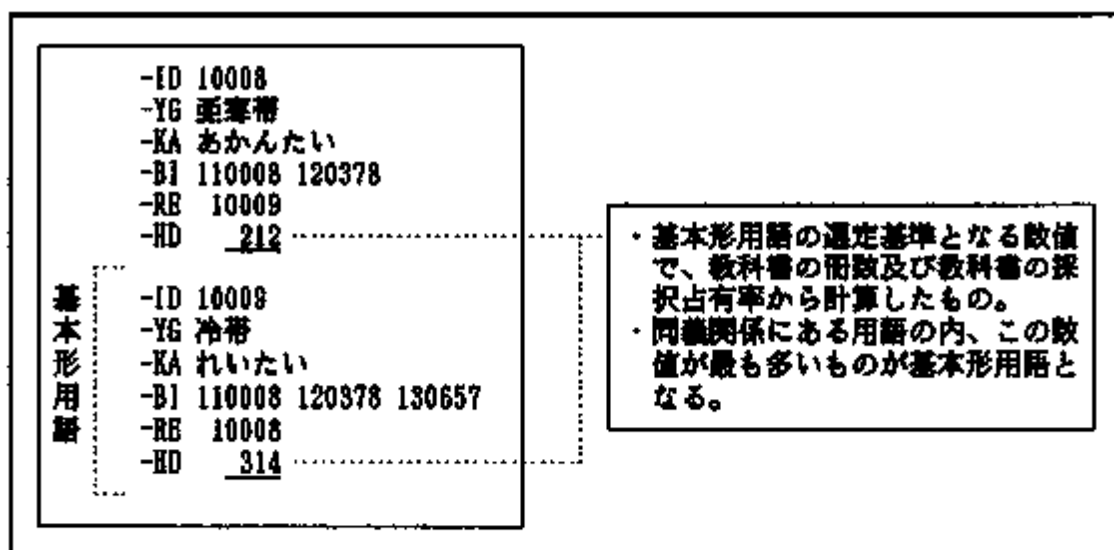 -ID 10008
-YG 亜寒帯
-KA あかんたい
-BI 110008 120378
-RE 10009
-HD 212
基本形用語
-ID 10009
-YG 冷帯
-KA れいたい
-BI 110008 120378 130657
-RE 10008
-HD 314
・基本形用語の選定基準となる数値
で、教科書の冊数及び教科書の採
択占有率から計算したもの。
・同義関係にある用語の内、この数
値が最も多いものが基本形用語と
なる。